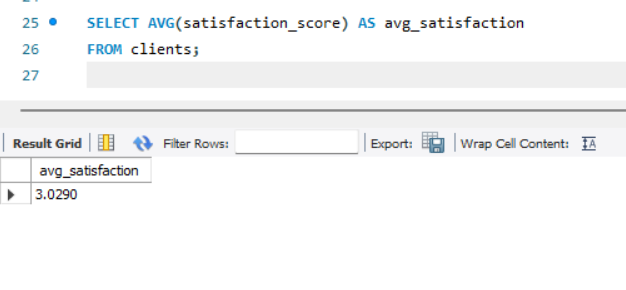 25 SELECT AVG(satisfaction_score) AS avg_satisfaction
26 FROM clients;
27
Result Grid Filter Rows: Export: Wrap Cell Content: IA
avg_satisfaction
3.0290